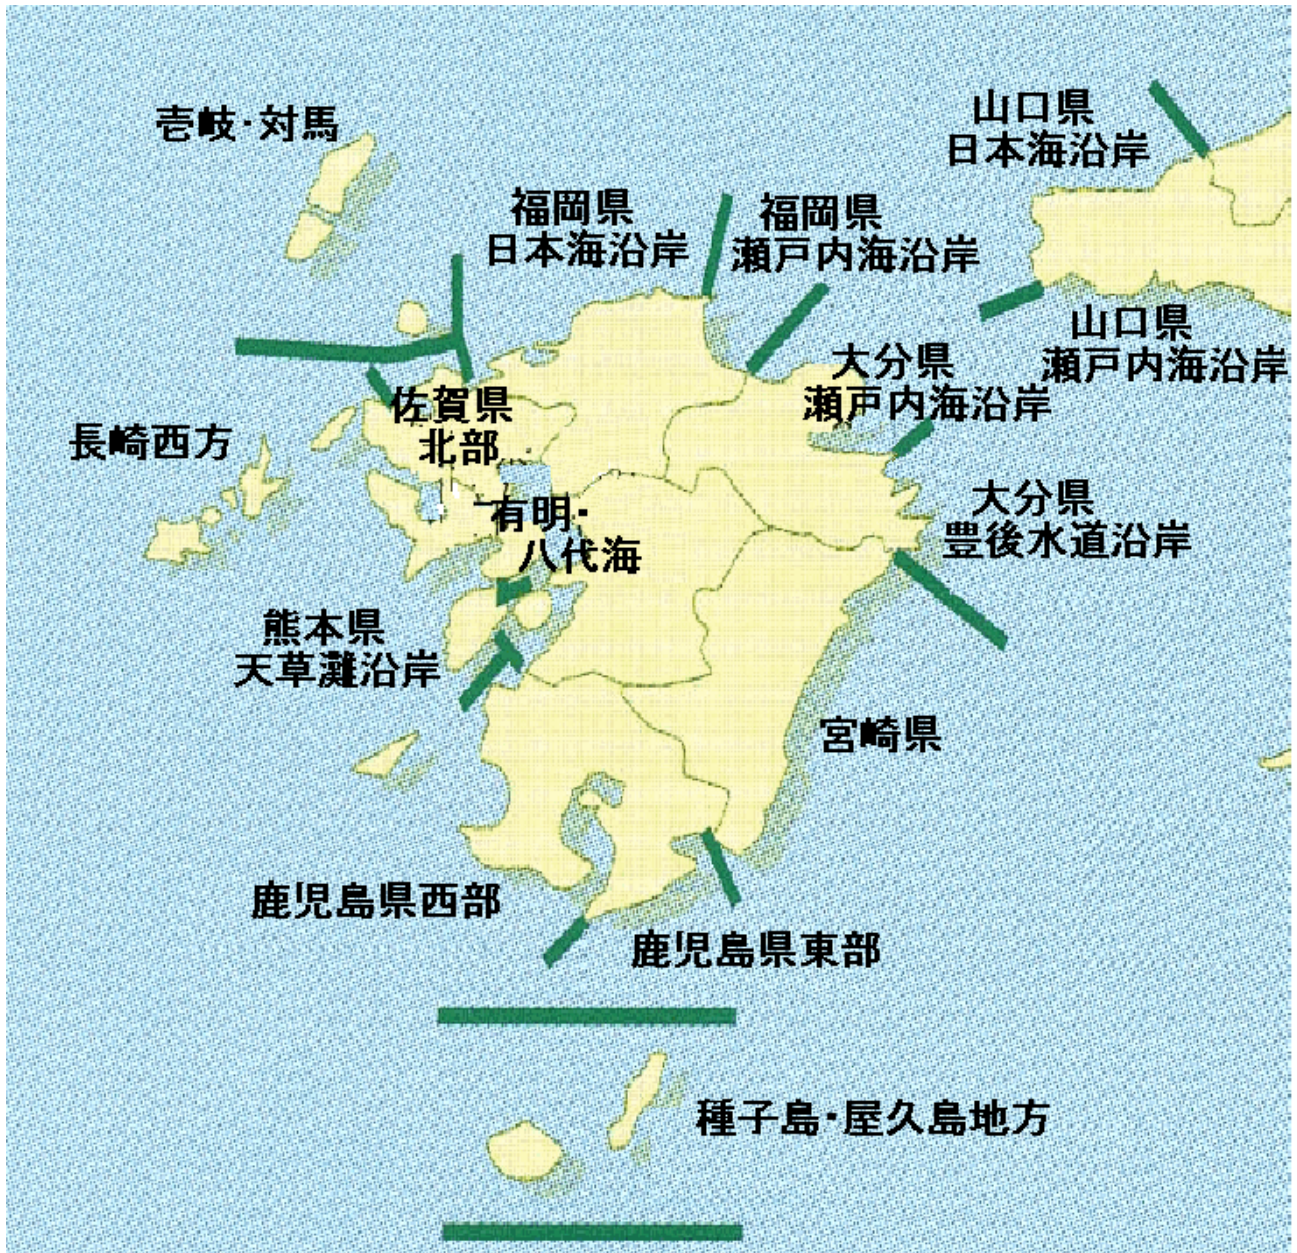 壱岐・対馬
山口県
日本海沿岸
福岡県
日本海沿岸
福岡県
瀬戸内海沿岸
山口県
瀬戸内海沿岸
大分県
瀬戸内海沿岸
佐賀県
北部
長崎西方
有明・
八代海
大分県
豊後水道沿岸
熊本県
天草灘沿岸
宮崎県
鹿児島県西部
鹿児島県東部
種子島・屋久島地方